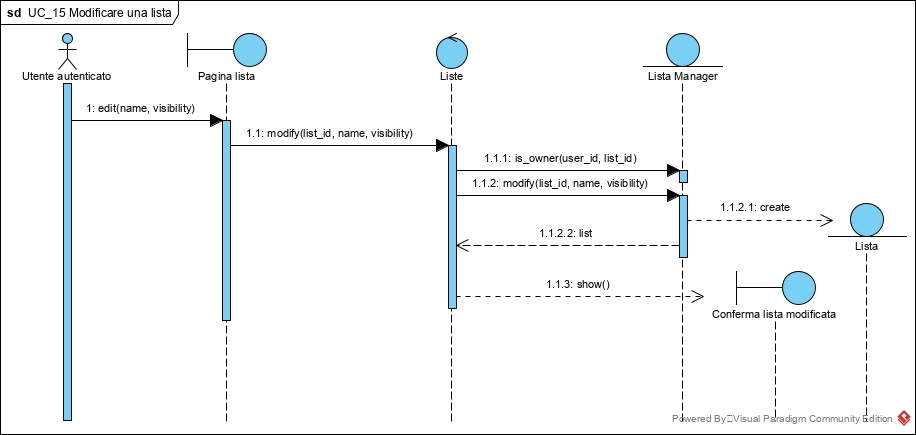 sd UC_15 Modificare una lista
Utente autenticato
Pagina lista
Liste
Lista Manager
1: edit(name, visibility)
1.1: modify(list_id, name, visibility)
1.1.1: is_owner(user_id, list_id)
1.1.2: modify(list_id, name, visibility)
1.1.2.1: create
1.1.2.2: list
Lista
1.1.3: show()
Conferma lista modificata
Powered By Visual Paradigm Community Edition